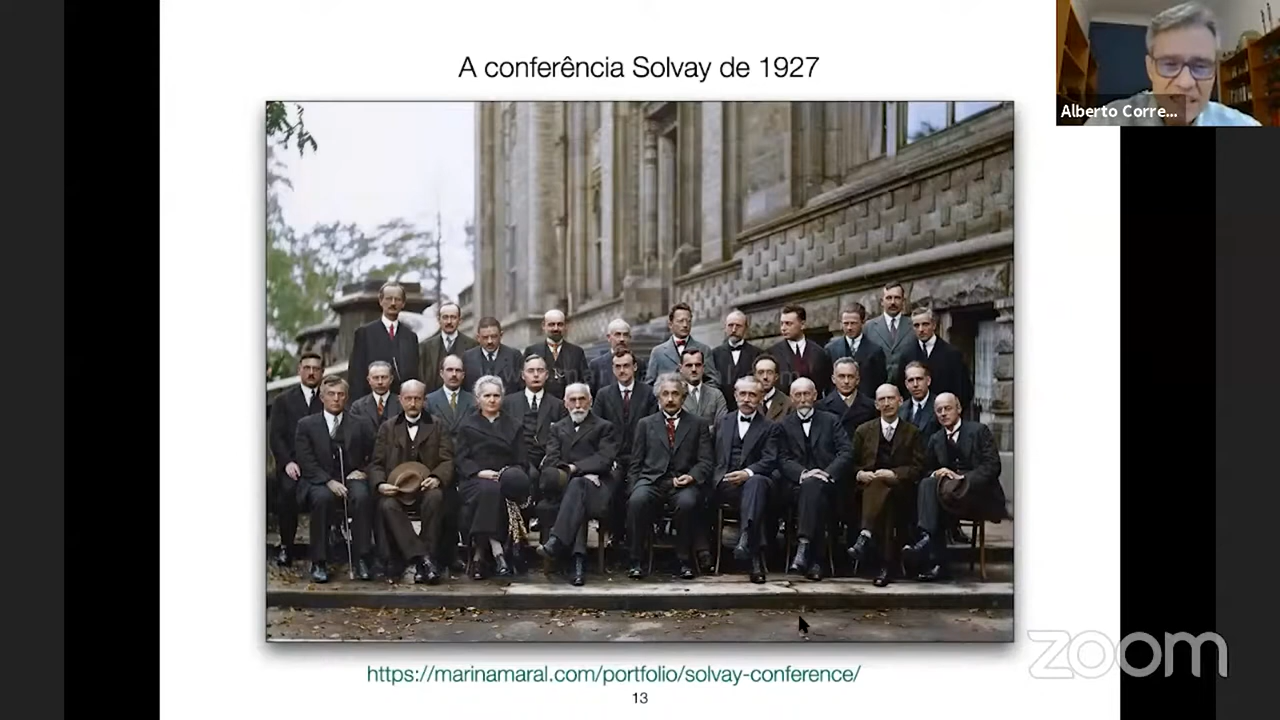 A conferência Solvay de 1927
Alberto Corre...
https://marinamaral.com/portfolio/solvay-conference/
13
zoom